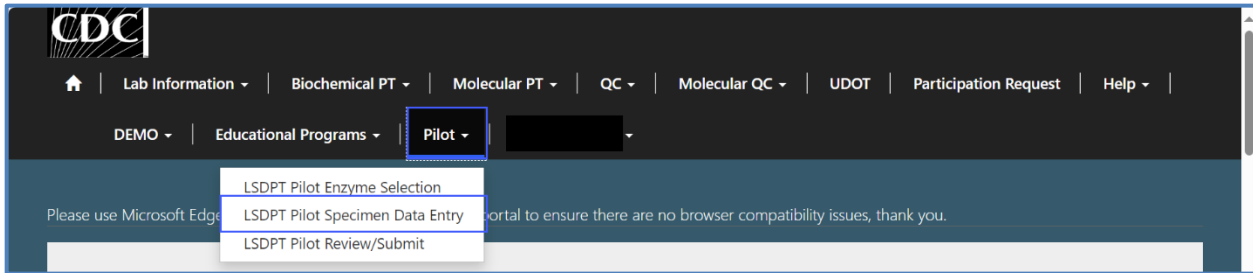 CDC
Lab Information | Biochemical PT | Molecular PT | QC | Molecular QC | UDOT | Participation Request | Help |
DEMO | Educational Programs | Pilot |
LSDPT Pilot Enzyme Selection
Please use Microsoft Edge
LSDPT Pilot Specimen Data Entry
portal to ensure there are no browser compatibility issues, thank you.
LSDPT Pilot Review/Submit